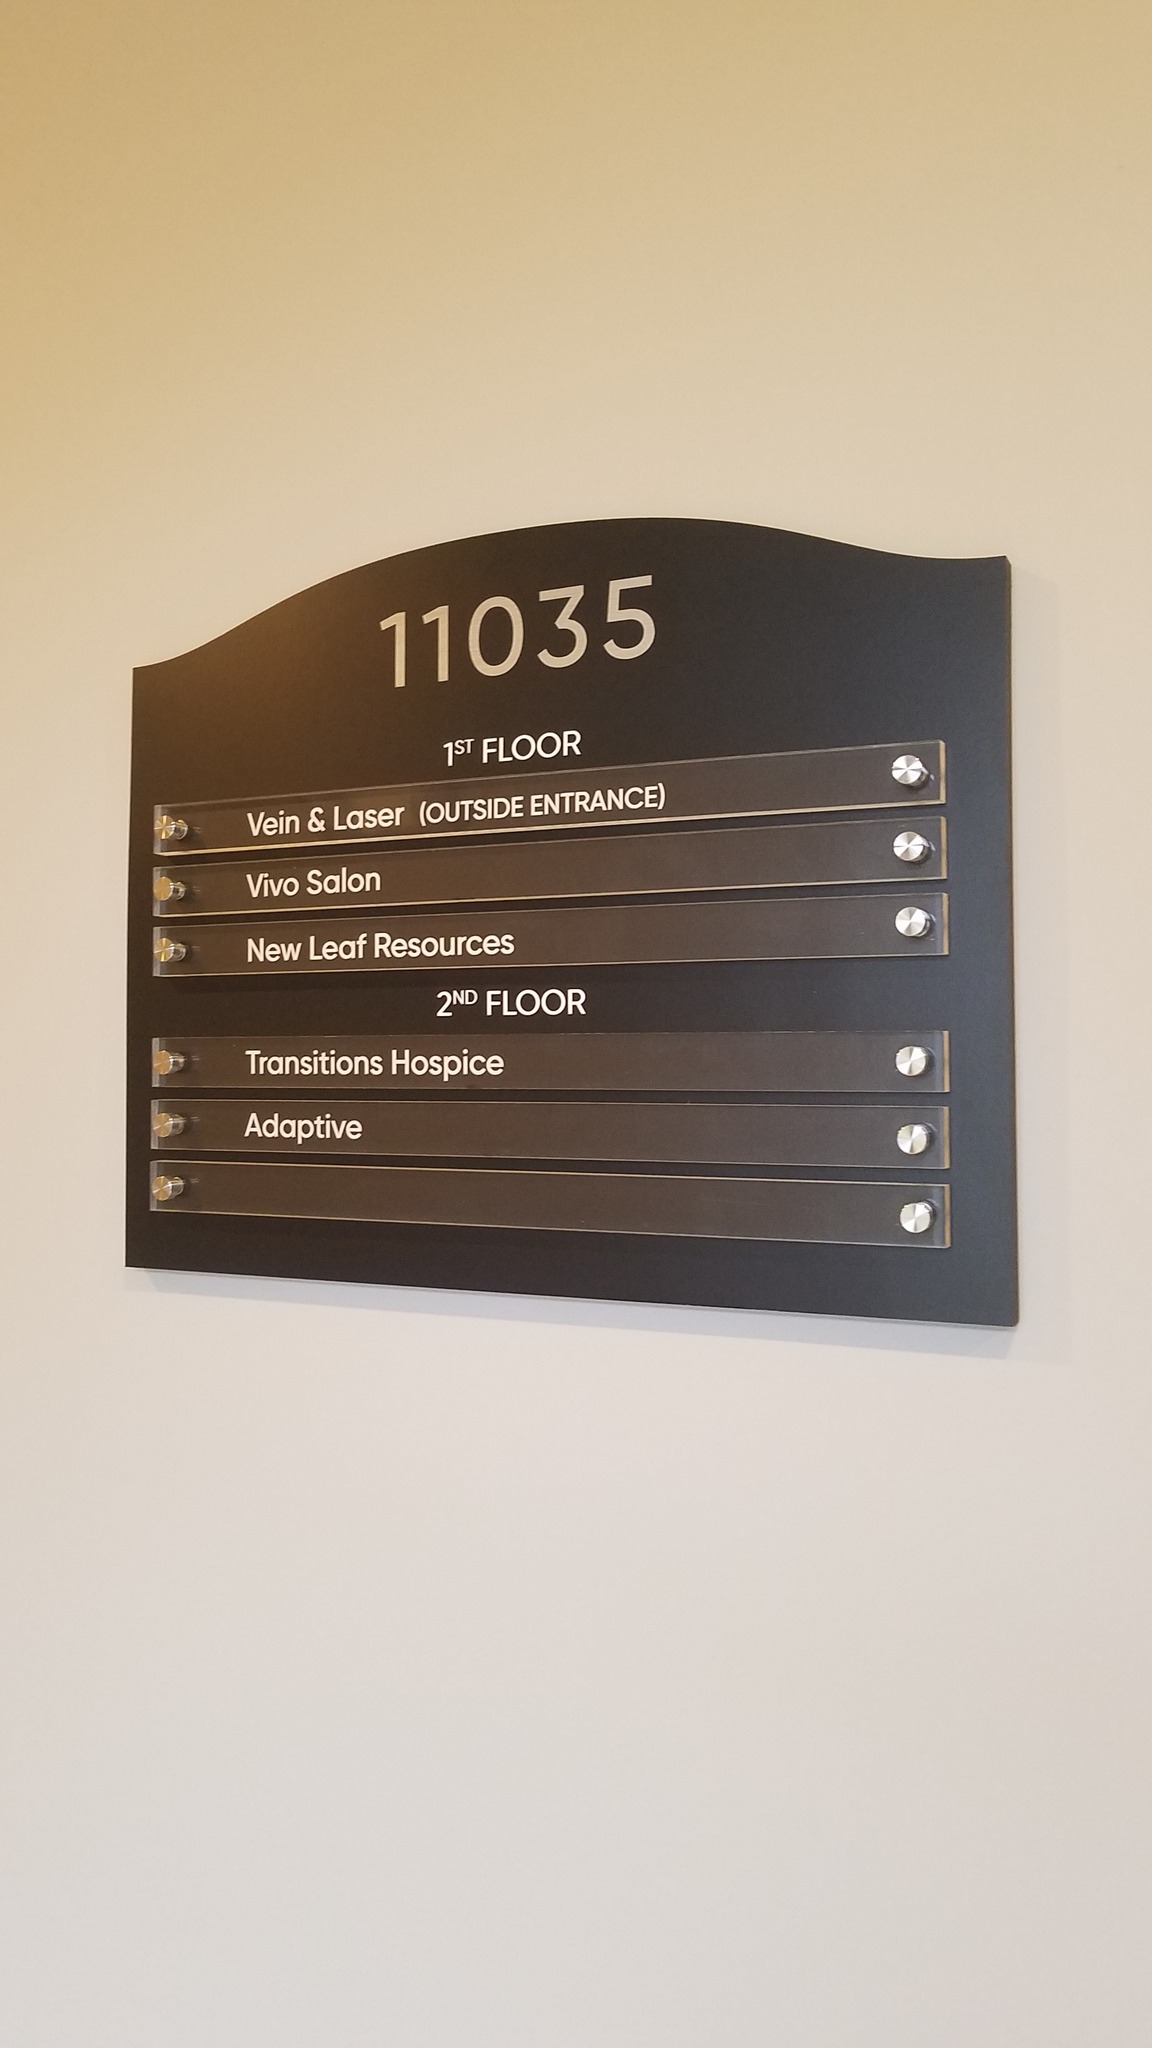 11035
1ST FLOOR
Vein & Laser (OUTSIDE ENTRANCE)
Vivo Salon
New Leaf Resources
2ND FLOOR
Transitions Hospice
Adaptive